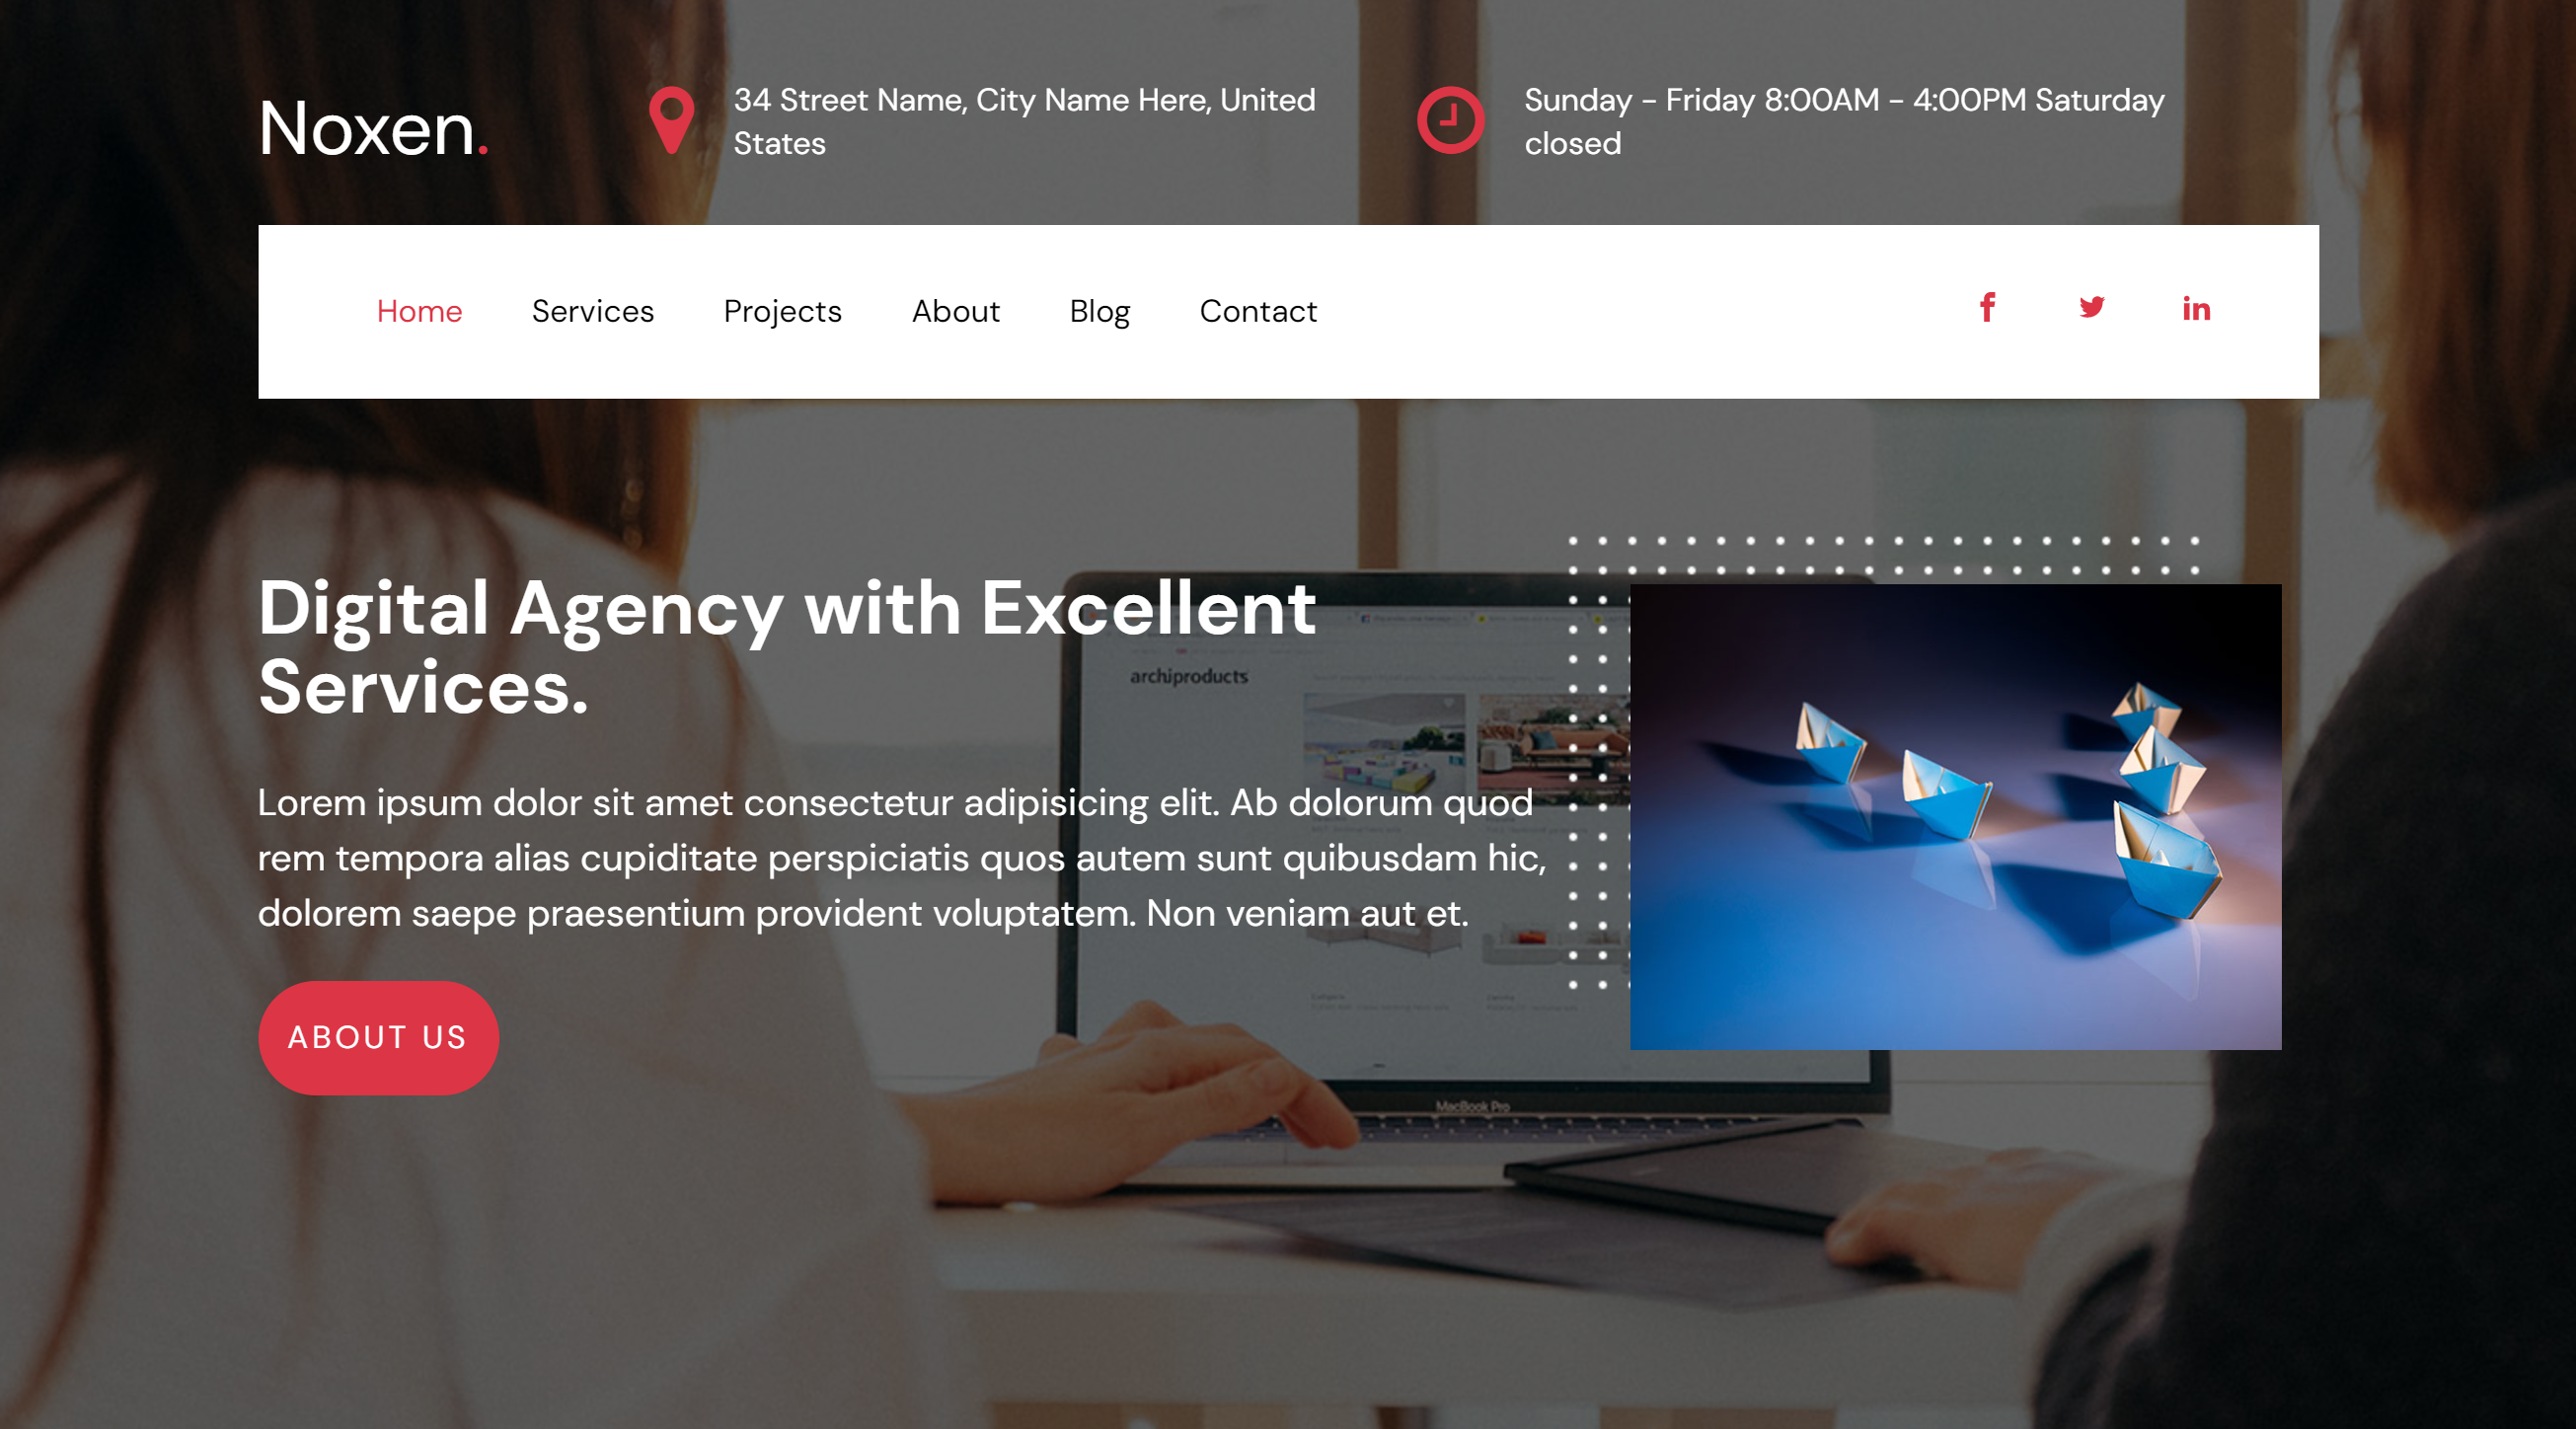 Noxen.
34 Street Name, City Name Here, United
States
Sunday - Friday 8:00AM - 4:00PM Saturday
closed
Home Services Projects About Blog Contact
Digital Agency with Excellent
Services.
archiproducts
Lorem ipsum dolor sit amet consectetur adipisicing elit. Ab dolorum quod
rem tempora alias cupiditate perspiciatis quos autem sunt quibusdam hic,
dolorem saepe praesentium provident voluptatem. Non veniam aut et.
ABOUT US
MacBook Pro